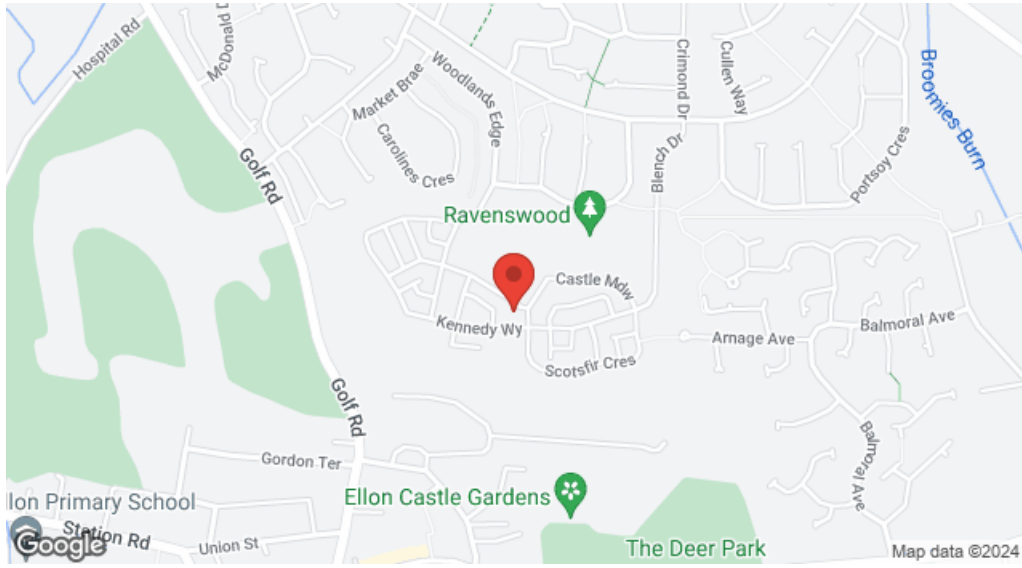 Hospital Rd
McDonald D
Market Brae
Woodlands Edge
Crimond Dr
Cullen Way
Broomies Burn
Carolines Cres
Golf Rd
Blench Dr
Portsoy Cres
Ravenswood
Castle Mdw
Kennedy Wy
Arnage Ave
Balmoral Ave
Scotsfir Cres
Golf Rd
Balmoral Ave
Gordon Ter
Ellon Castle Gardens
llon Primary School
Station Rd
Union St
The Deer Park
Google
Map data ©2024